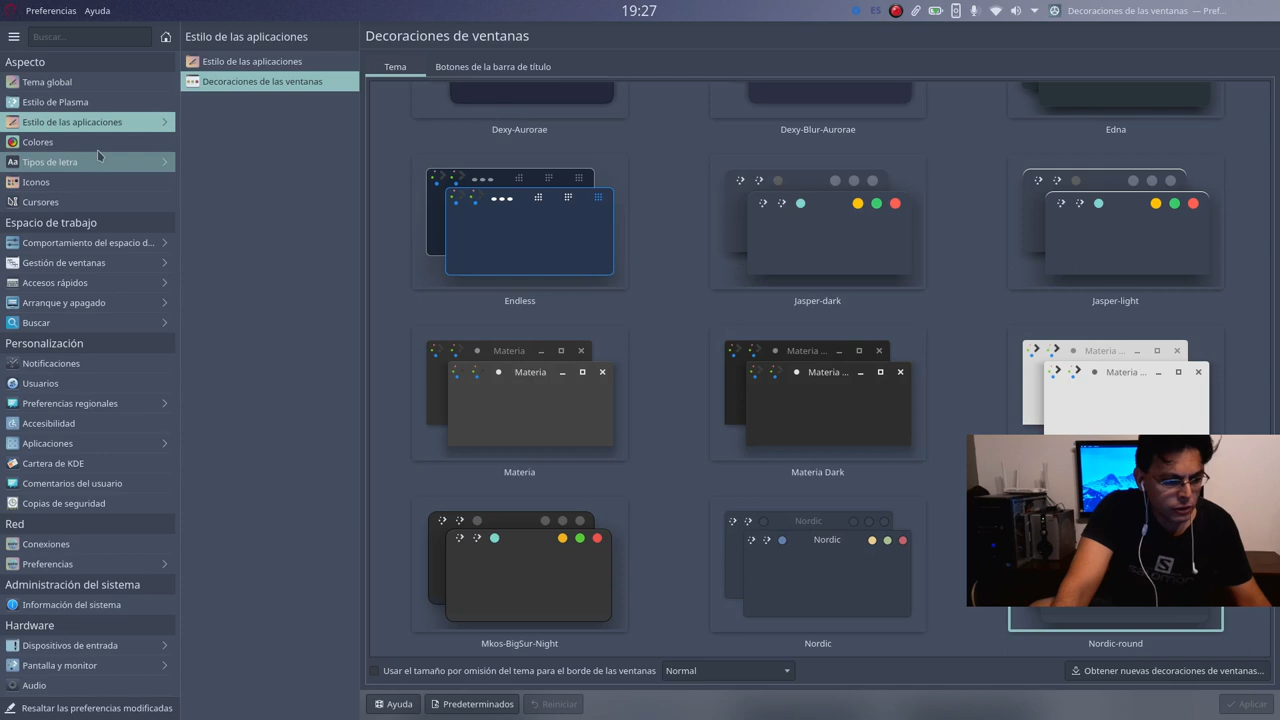 Preferencias Ayuda
19:27
ES
Decoraciones de las ventanas — Pref...
Buscar...
Aspecto
Tema global
Estilo de Plasma
Estilo de las aplicaciones
Colores
Aa Tipos de letra
Iconos
Cursores
Espacio de trabajo
Comportamiento del espacio d...
Gestión de ventanas
Accesos rápidos
Arranque y apagado
Buscar
Personalización
Notificaciones
Usuarios
Preferencias regionales
Accesibilidad
Aplicaciones
Cartera de KDE
Comentarios del usuario
Copias de seguridad
Red
Conexiones
Preferencias
Administración del sistema
Información del sistema
Hardware
Dispositivos de entrada
Pantalla y monitor
Audio
Resaltar las preferencias modificadas
Estilo de las aplicaciones
Estilo de las aplicaciones
Decoraciones de las ventanas
Decoraciones de ventanas
Tema
Botones de la barra de título
Dexy-Aurorae
Dexy-Blur-Aurorae
Edna
Endless
Jasper-dark
Jasper-light
Materia
Materia
Materia ...
Materia ...
Materia ...
Materia ...
Materia
Materia Dark
Nordic
Nordic
Mkos-BigSur-Night
Nordic
Nordic-round
salomon
Usar el tamaño por omisión del tema para el borde de las ventanas
Normal
Obtener nuevas decoraciones de ventanas...
Ayuda
Predeterminados
Reiniciar
Aplicar